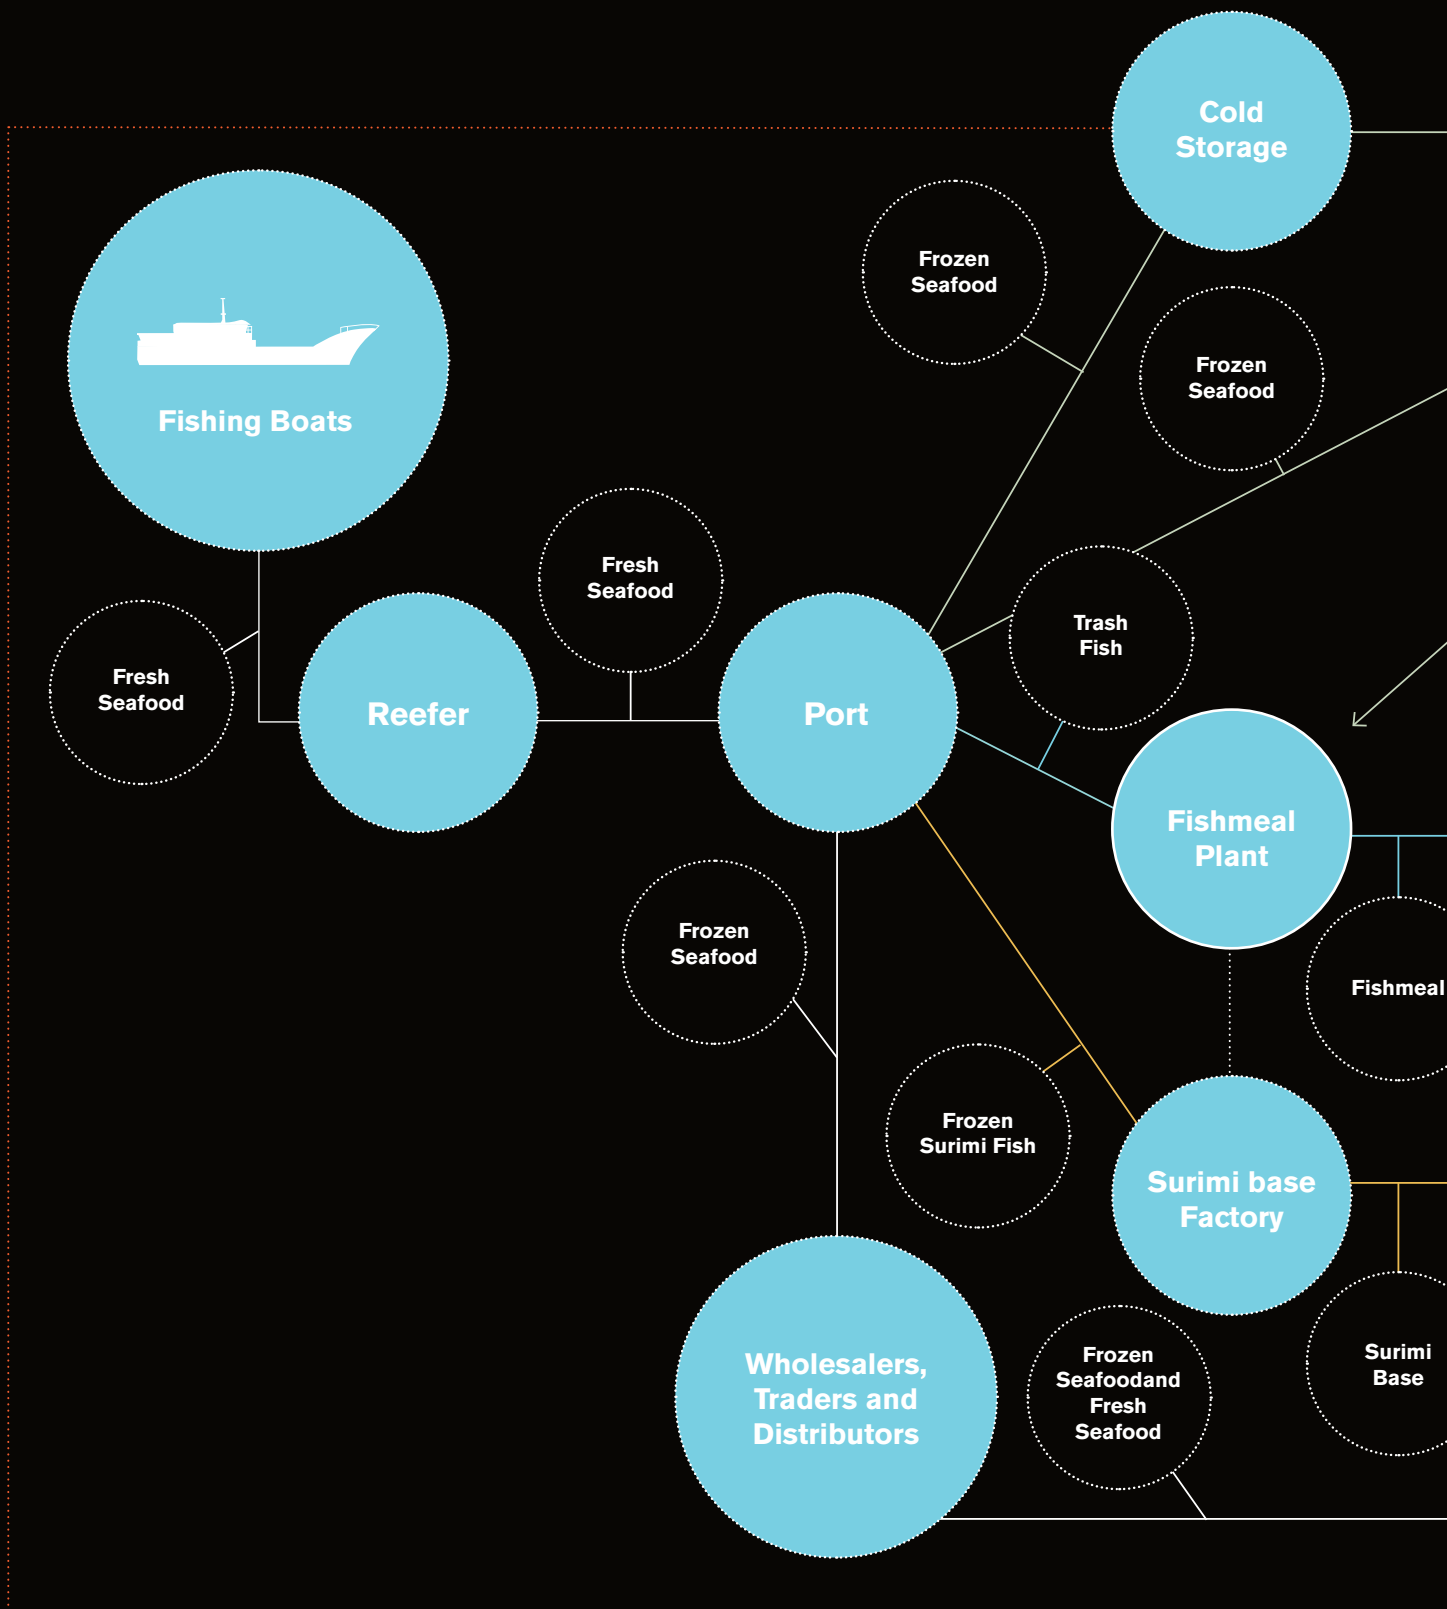 Cold
Storage
Frozen
Seafood
Frozen
Seafood
Fishing Boats
Fresh
Seafood
Trash
Fish
Fresh
Seafood
Reefer
Port
Fishmeal
Plant
Frozen
Seafood
Fishmeal
Frozen
Surimi Fish
Surimi base
Factory
Wholesalers,
Traders and
Distributors
Frozen
Seafoodand
Fresh
Seafood
Surimi
Base